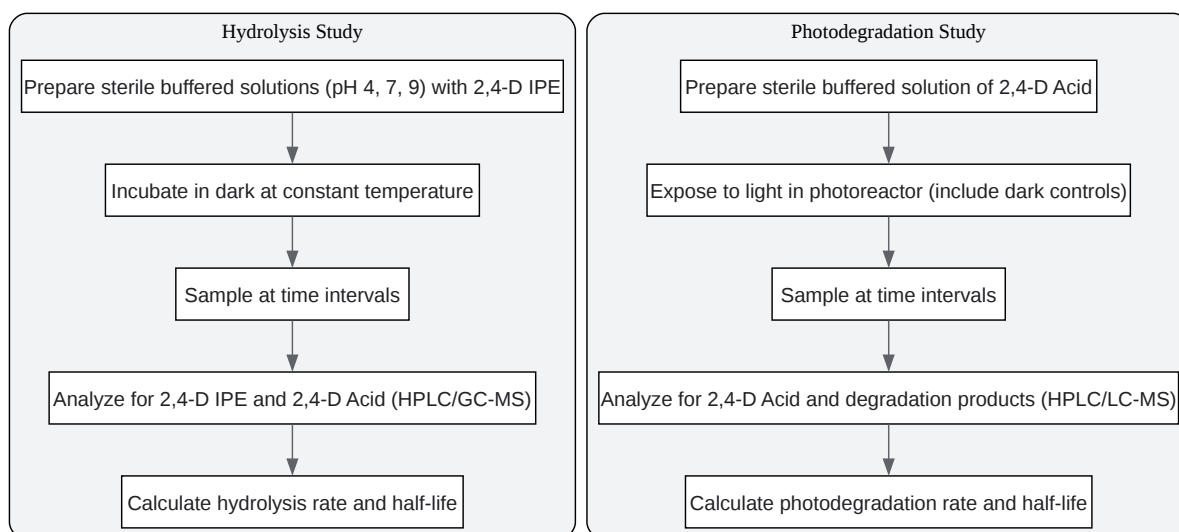 Hydrolysis Study
Prepare sterile buffered solutions (pH 4, 7, 9) with 2,4-D IPE
Incubate in dark at constant temperature
Sample at time intervals
Analyze for 2,4-D IPE and 2,4-D Acid (HPLC/GC-MS)
Calculate hydrolysis rate and half-life
Photodegradation Study
Prepare sterile buffered solution of 2,4-D Acid
Expose to light in photoreactor (include dark controls)
Sample at time intervals
Analyze for 2,4-D Acid and degradation products (HPLC/LC-MS)
Calculate photodegradation rate and half-life